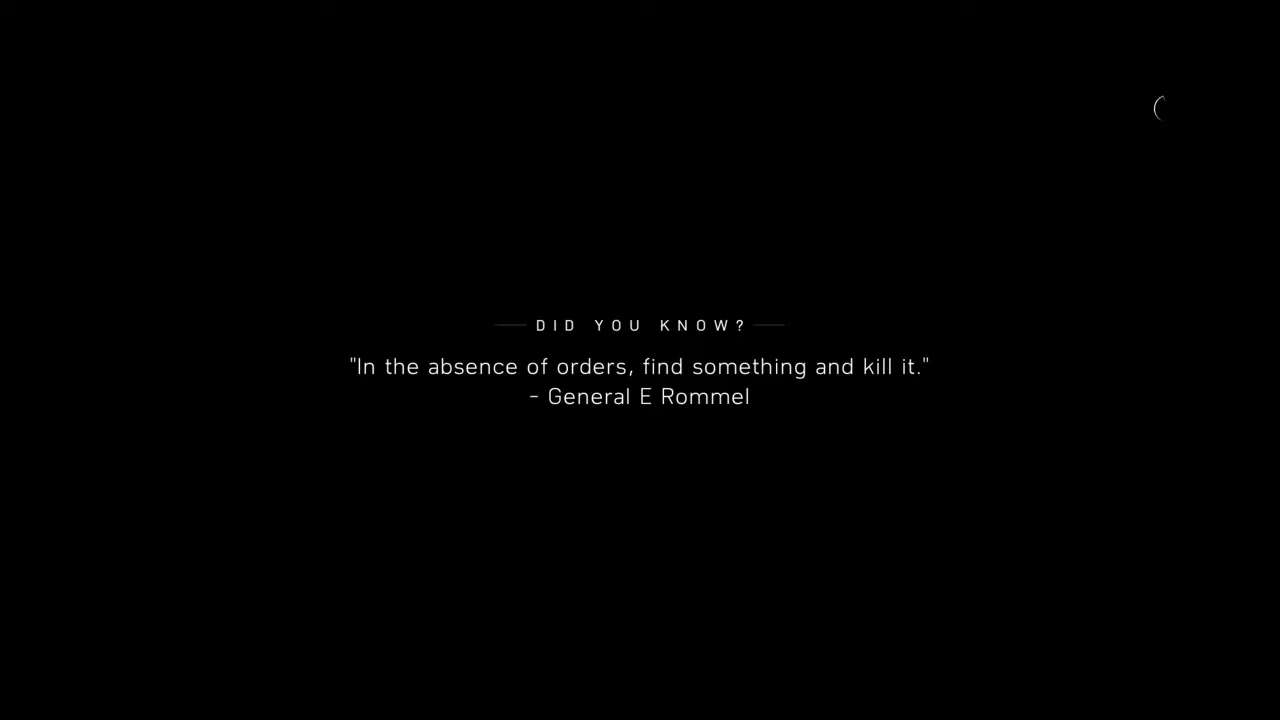 DID YOU KNOW?
"In the absence of orders, find something and kill it."
- General E Rommel